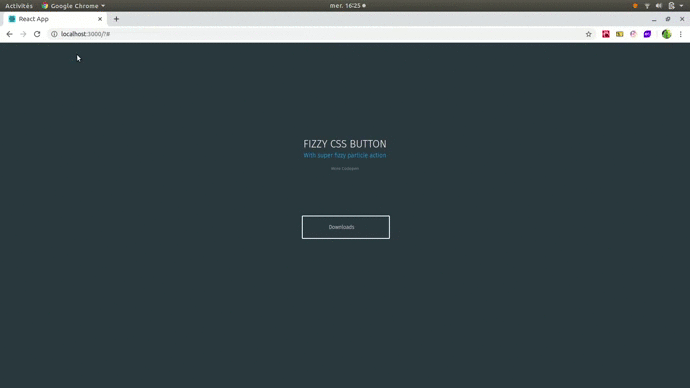 Activités
Google Chrome
mer. 16:25
React App
localhost:3000/?#
FIZZY CSS BUTTON
With super fizzy particle action
Downloads